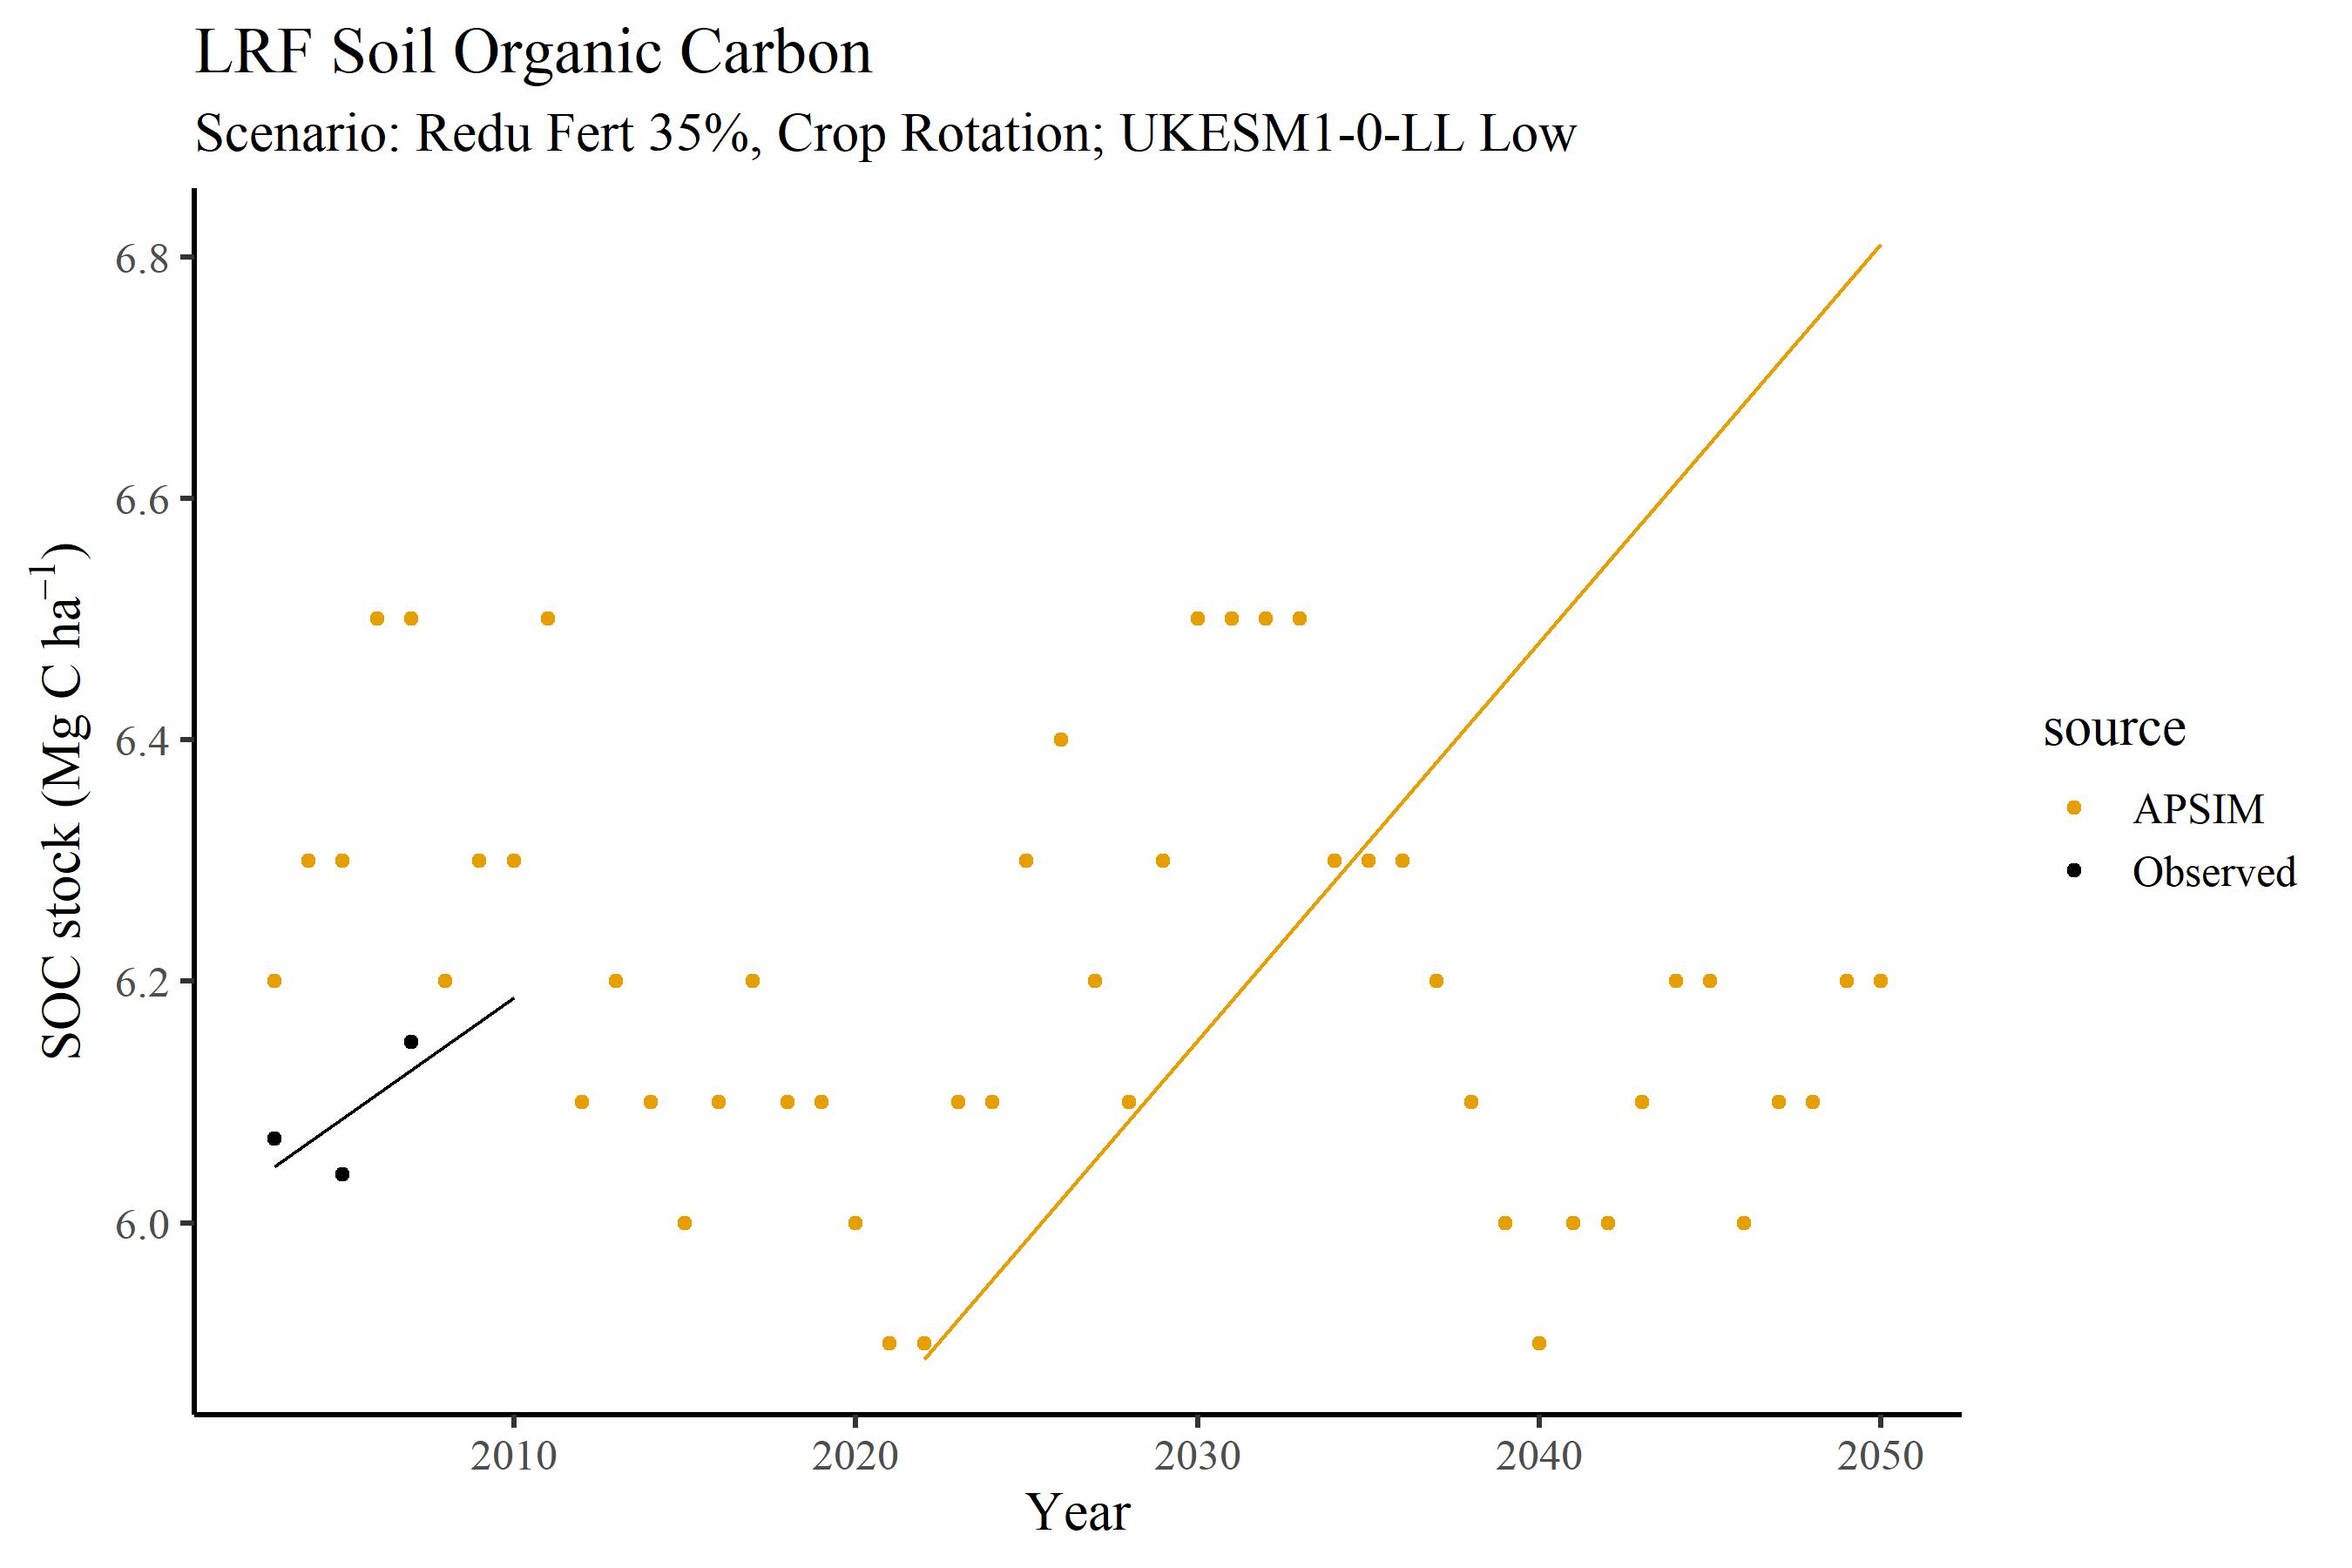 LRF Soil Organic Carbon
Scenario: Redu Fert 35%, Crop Rotation; UKESM1-0-LL Low
SOC stock (Mg C ha⁻¹)
6.8
6.6
6.4
6.2
6.0
2010 2020 2030 2040 2050
Year
source
APSIM
Observed